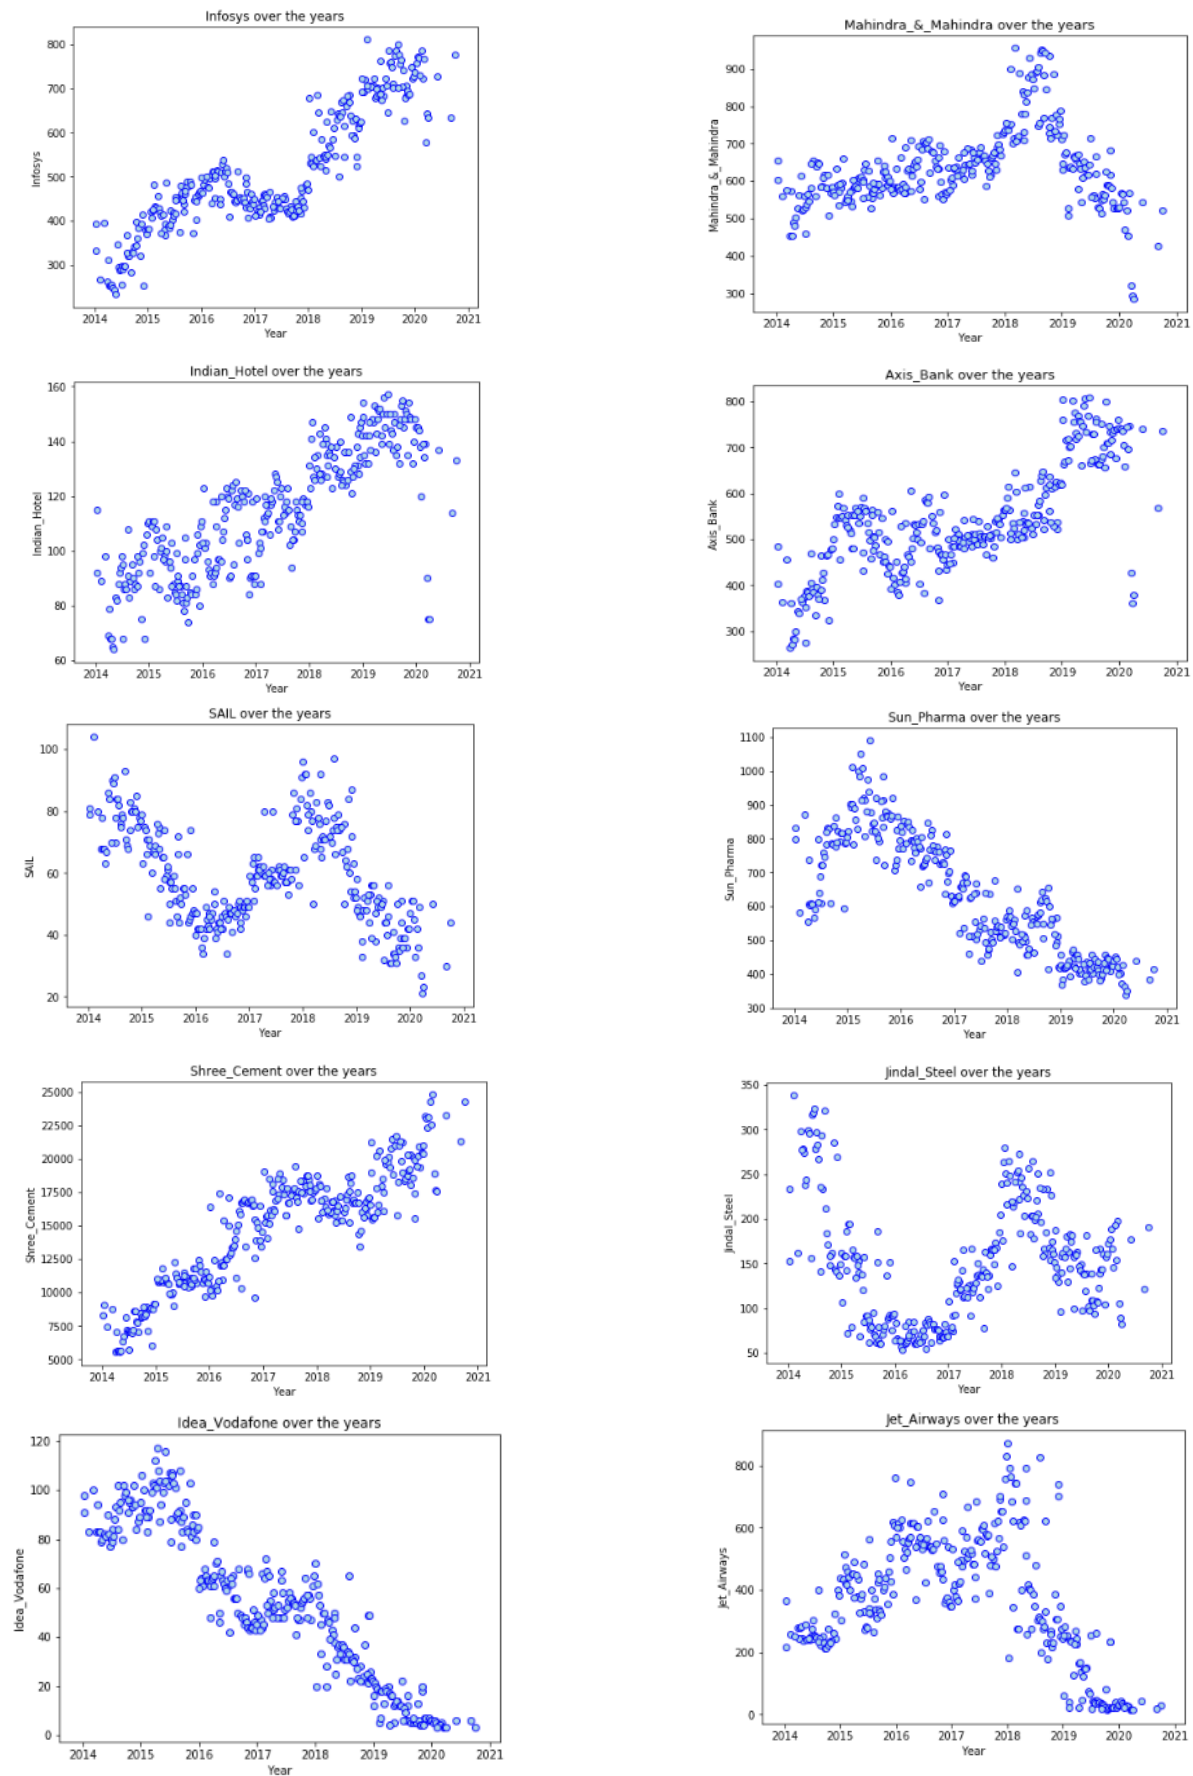 Infosys over the years
800
700
600
500
400
300
Infosys
2014 2015 2016 2017 2018 2019 2020 2021
Year
Mahindra_&_Mahindra over the years
900
800
700
600
500
400
300
Mahindra_&_Mahindra
2014 2015 2016 2017 2018 2019 2020 2021
Year
Indian_Hotel over the years
160
140
120
100
80
60
Indian_Hotel
2014 2015 2016 2017 2018 2019 2020 2021
Year
Axis_Bank over the years
800
700
600
500
400
300
Axis_Bank
2014 2015 2016 2017 2018 2019 2020 2021
Year
SAIL over the years
100
80
60
40
20
SAIL
2014 2015 2016 2017 2018 2019 2020 2021
Year
Sun_Pharma over the years
1100
1000
900
800
700
600
500
400
300
Sun_Pharma
2014 2015 2016 2017 2018 2019 2020 2021
Year
Shree_Cement over the years
25000
22500
20000
17500
15000
12500
10000
7500
5000
Shree_Cement
2014 2015 2016 2017 2018 2019 2020 2021
Year
Jindal_Steel over the years
350
300
250
200
150
100
50
Jindal_Steel
2014 2015 2016 2017 2018 2019 2020 2021
Year
Idea_Vodafone over the years
120
100
80
60
40
20
0
Idea_Vodafone
2014 2015 2016 2017 2018 2019 2020 2021
Year
Jet_Airways over the years
800
600
400
200
0
Jet_Airways
2014 2015 2016 2017 2018 2019 2020 2021
Year